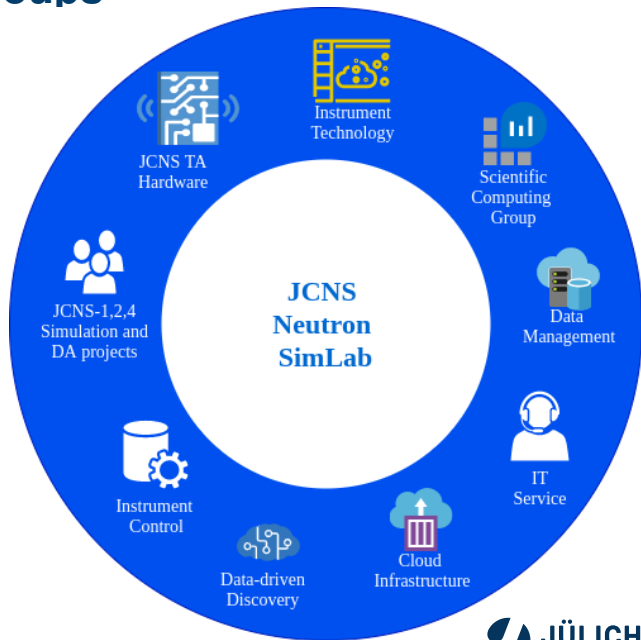 Instrument
Technology
JCNS TA
Hardware
Scientific
Computing
Group
JCNS-1,2,4
Simulation and
DA projects
JCNS
Neutron
SimLab
Data
Management
Instrument
Control
IT
Service
Data-driven
Discovery
Cloud
Infrastructure
JÜLICH